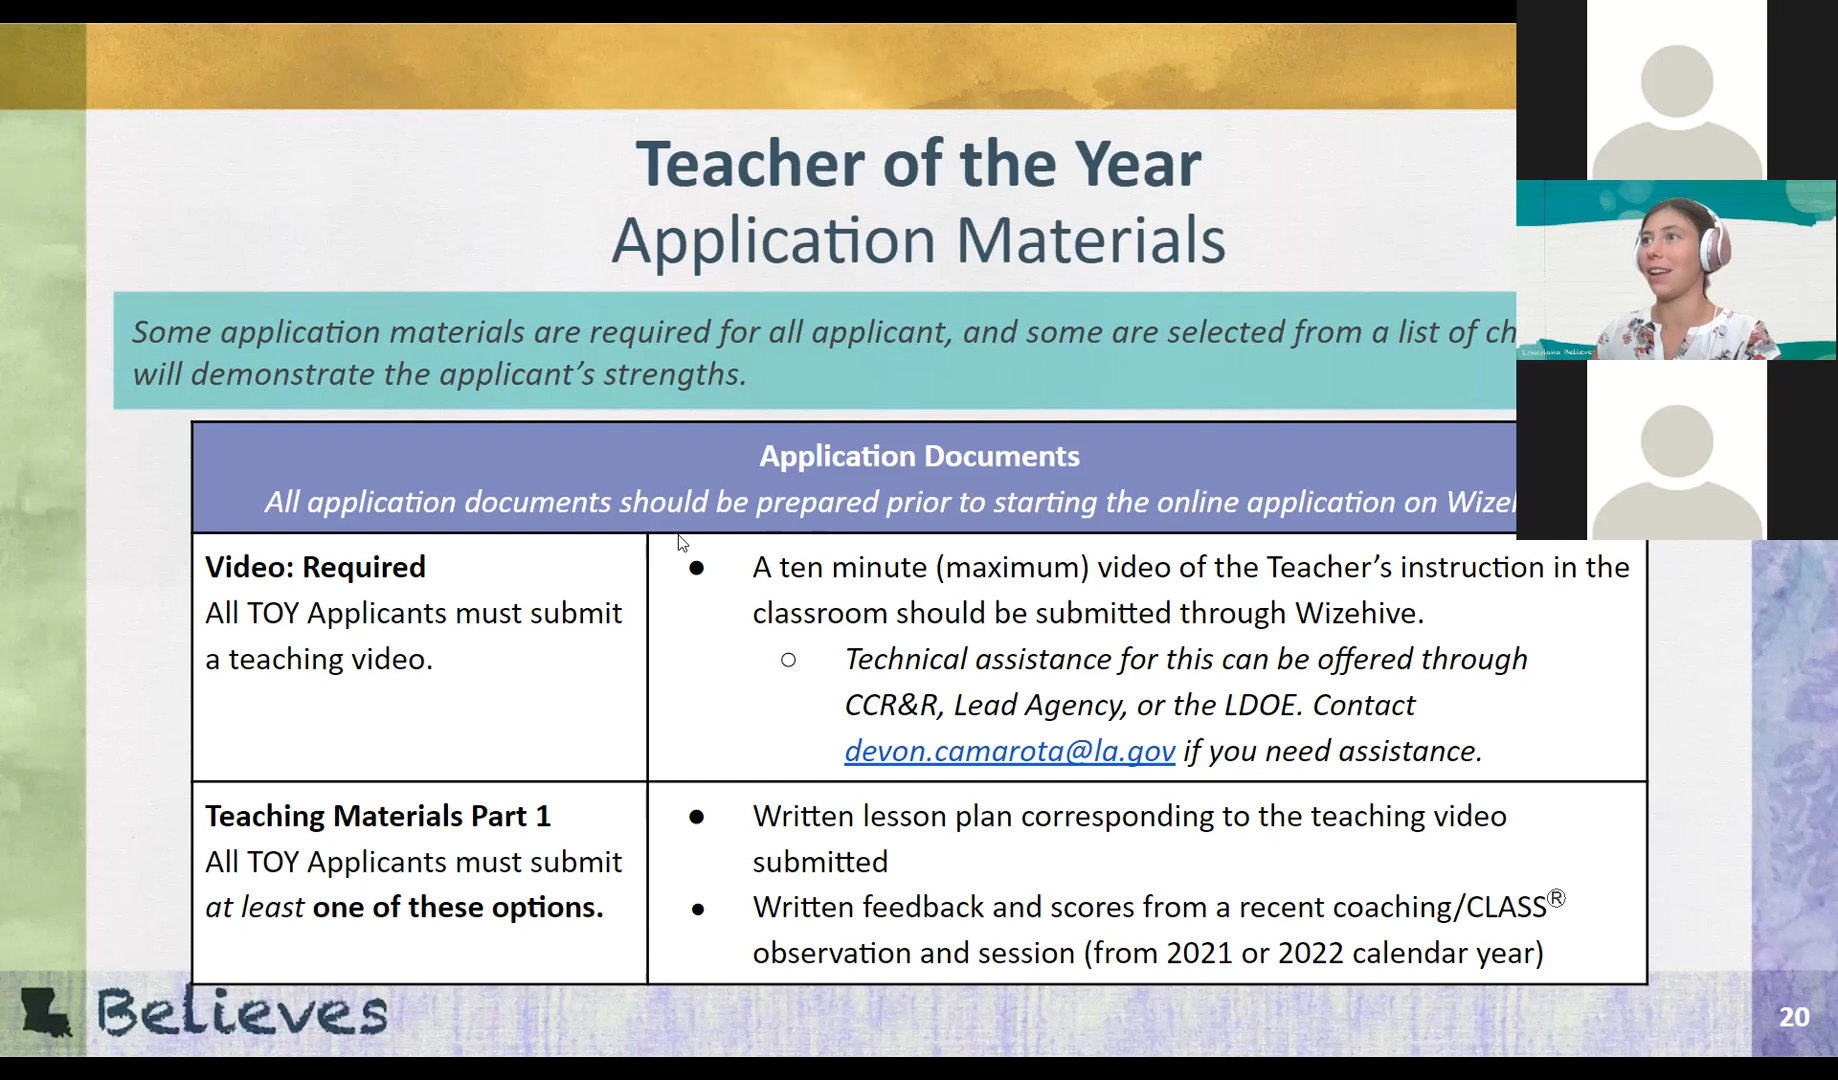 Teacher of the Year
Application Materials
Some application materials are required for all applicant, and some are selected from a list of ch
will demonstrate the applicant’s strengths.
Application Documents
All application documents should be prepared prior to starting the online application on Wizeh
Video: Required
All TOY Applicants must submit
a teaching video.
● A ten minute (maximum) video of the Teacher’s instruction in the
classroom should be submitted through Wizehive.
○ Technical assistance for this can be offered through
CCR&R, Lead Agency, or the LDOE. Contact
devon.camarota@la.gov if you need assistance.
Teaching Materials Part 1
All TOY Applicants must submit
at least one of these options.
● Written lesson plan corresponding to the teaching video
submitted
● Written feedback and scores from a recent coaching/CLASS®
observation and session (from 2021 or 2022 calendar year)
Believes
20
Louisiana Believes